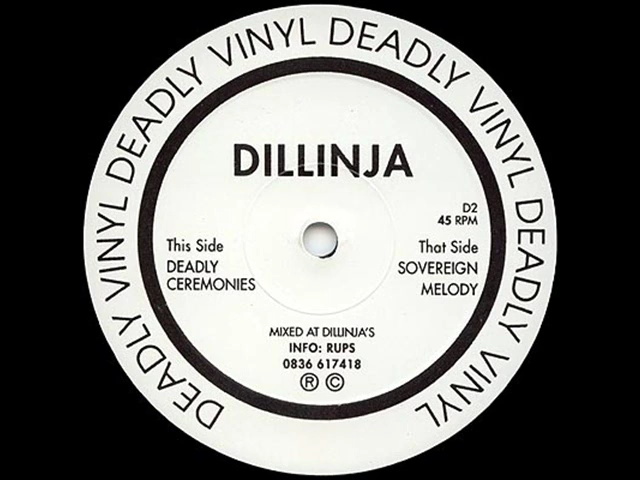 DEADLY VINYL DEADLY VINYL DEADLY VINYL DEADLY VINYL
DILLINJA
D2
45 RPM
This Side
DEADLY
CEREMONIES
That Side
SOVEREIGN
MELODY
MIXED AT DILLINJA'S
INFO: RUPS
0836 617418
Ⓡ Ⓒ